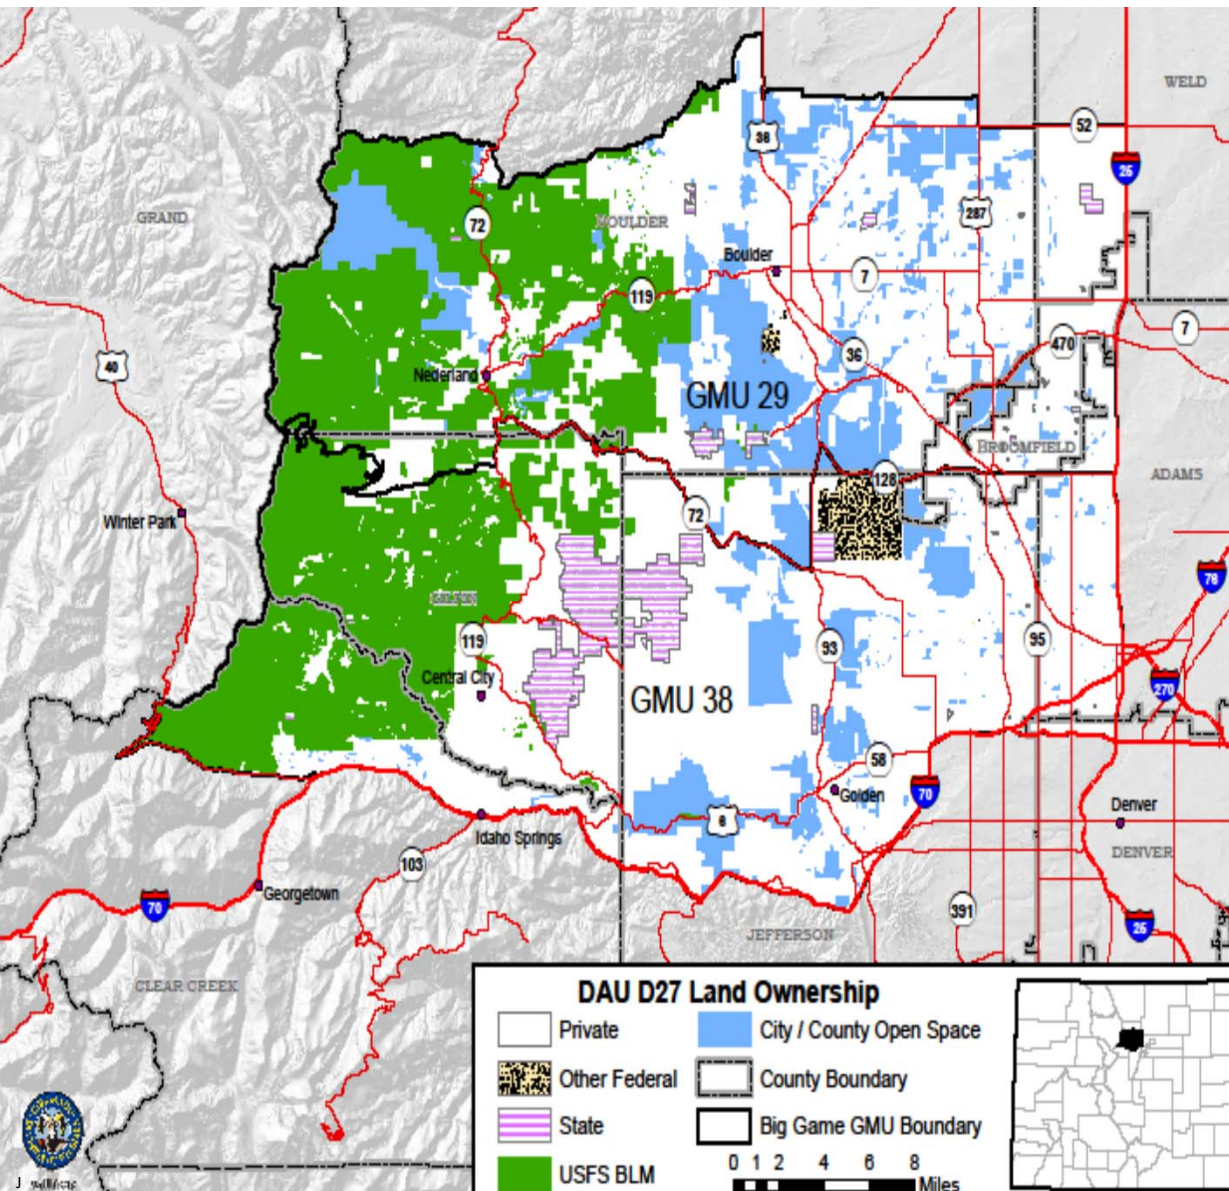 WELD
52
36
25
GRAND
72
BOULDER
287
Boulder
7
119
7
470
40
36
Nederland
GMU 29
BROOMFIELD
ADAMS
128
Winter Park
72
76
GILPIN
119
93
95
Central City
270
GMU 38
58
Golden
70
Denver
6
Idaho Springs
DENVER
103
Georgetown
70
391
25
JEFFERSON
CLEAR CREEK
DAU D27 Land Ownership
Private
City / County Open Space
Other Federal
County Boundary
State
Big Game GMU Boundary
USFS BLM
0 1 2 4 6 8
Miles